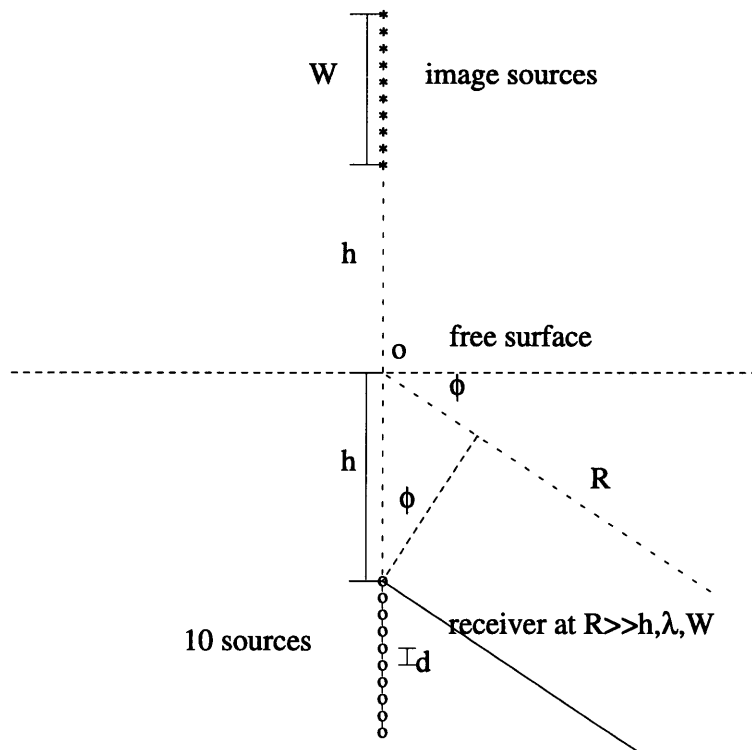 W
image sources
h
o
free surface
ϕ
h
R
ϕ
10 sources
d
receiver at R>>h,λ,W